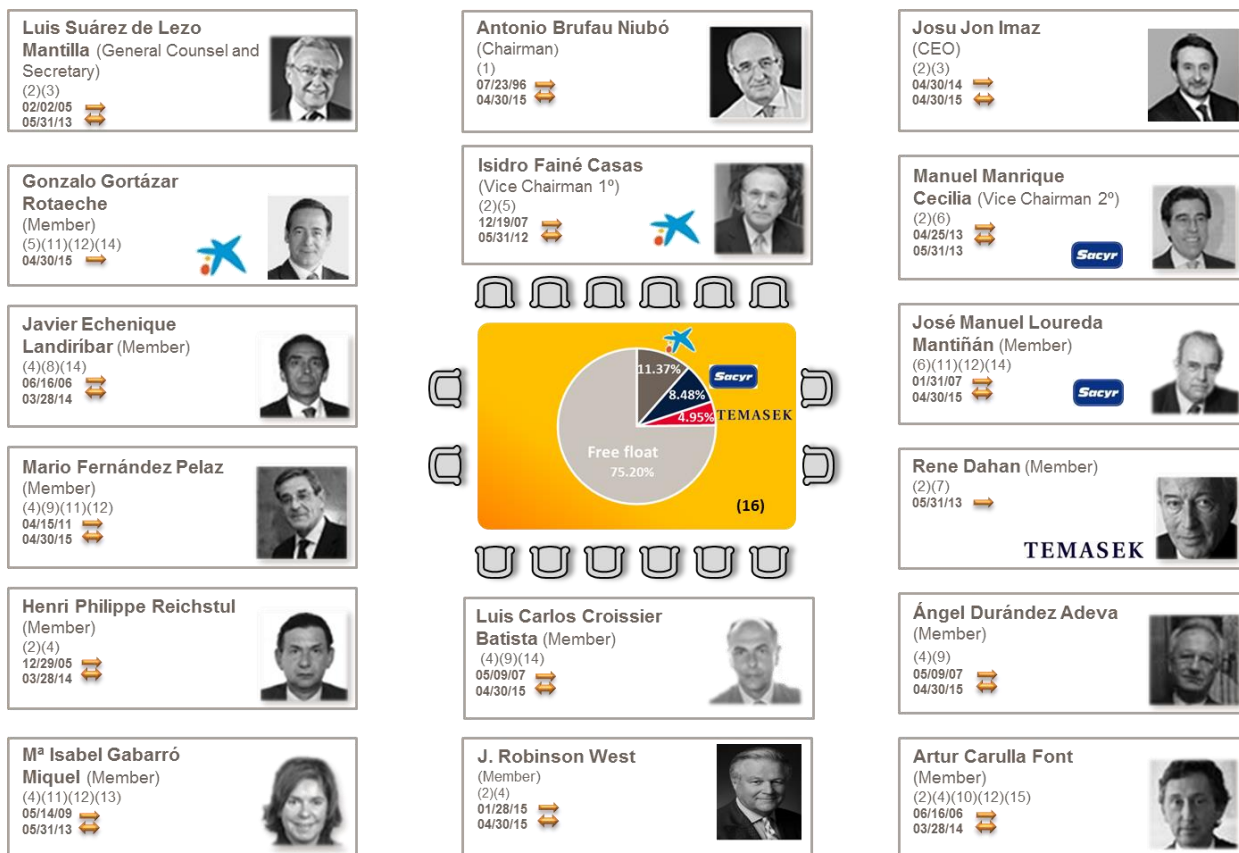 Luis Suárez de Lezo
Mantilla (General Counsel and
Secretary)
(2)(3)
02/02/05
05/31/13
Antonio Brufau Niubó
(Chairman)
(1)
07/23/96
04/30/15
Josu Jon Imaz
(CEO)
(2)(3)
04/30/14
04/30/15
Gonzalo Gortázar
Rotaeche
(Member)
(5)(11)(12)(14)
04/30/15
Isidro Fainé Casas
(Vice Chairman 1º)
(2)(5)
12/19/07
05/31/12
Manuel Manrique
Cecilia (Vice Chairman 2º)
(2)(6)
04/25/13
05/31/13
Sacyr
Javier Echenique
Landiríbar (Member)
(4)(8)(14)
06/16/06
03/28/14
11.37%
Sacyr
8.48%
4.95%
TEMASEK
Free float
75.20%
(16)
José Manuel Loureda
Mantiñán (Member)
(6)(11)(12)(14)
01/31/07
04/30/15
Sacyr
Mario Fernández Pelaz
(Member)
(4)(9)(11)(12)
04/15/11
04/30/15
Rene Dahan (Member)
(2)(7)
05/31/13
TEMASEK
Henri Philippe Reichstul
(Member)
(2)(4)
12/29/05
03/28/14
Luis Carlos Croissier
Batista (Member)
(4)(9)(14)
05/09/07
04/30/15
Ángel Durández Adeva
(Member)
(4)(9)
05/09/07
04/30/15
Mª Isabel Gabarró
Miquel (Member)
(4)(11)(12)(13)
05/14/09
05/31/13
J. Robinson West
(Member)
(2)(4)
01/28/15
04/30/15
Artur Carulla Font
(Member)
(2)(4)(10)(12)(15)
06/16/06
03/28/14